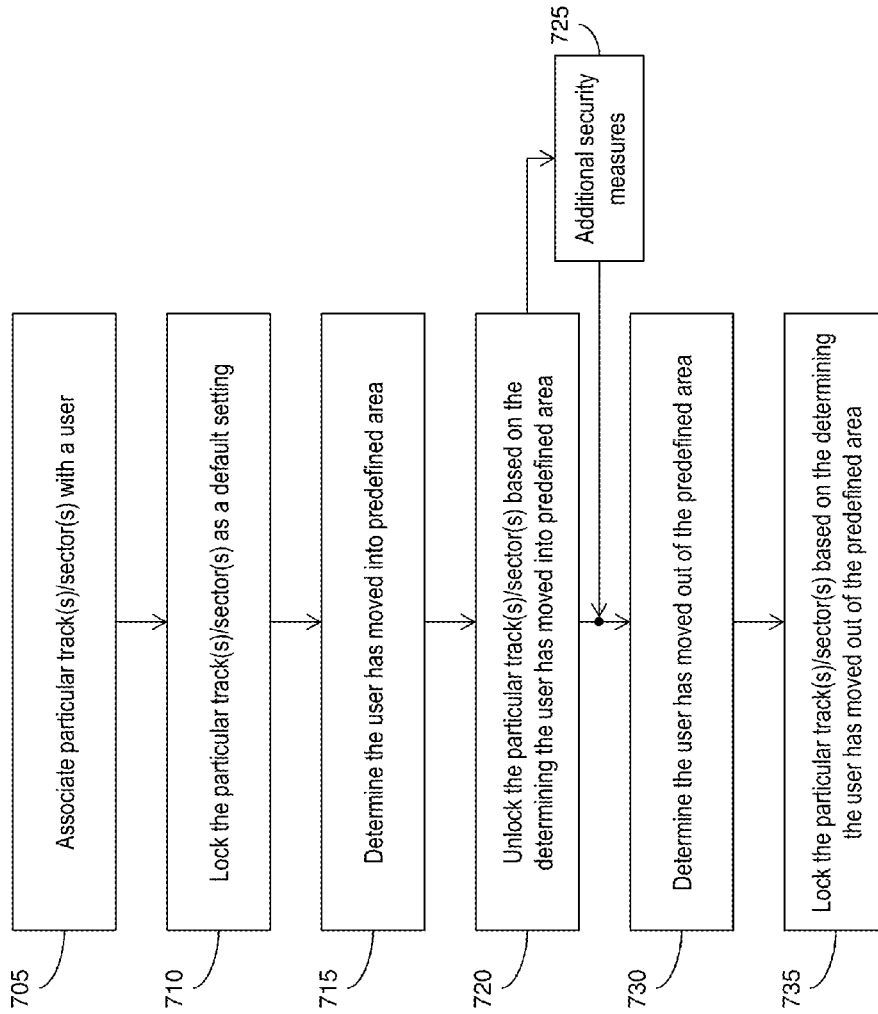 705
Associate particular track(s)/sector(s) with a user
710
Lock the particular track(s)/sector(s) as a default setting
715
Determine the user has moved into predefined area
720
Unlock the particular track(s)/sector(s) based on the
determining the user has moved into predefined area
725
Additional security
measures
730
Determine the user has moved out of the predefined area
735
Lock the particular track(s)/sector(s) based on the determining
the user has moved out of the predefined area